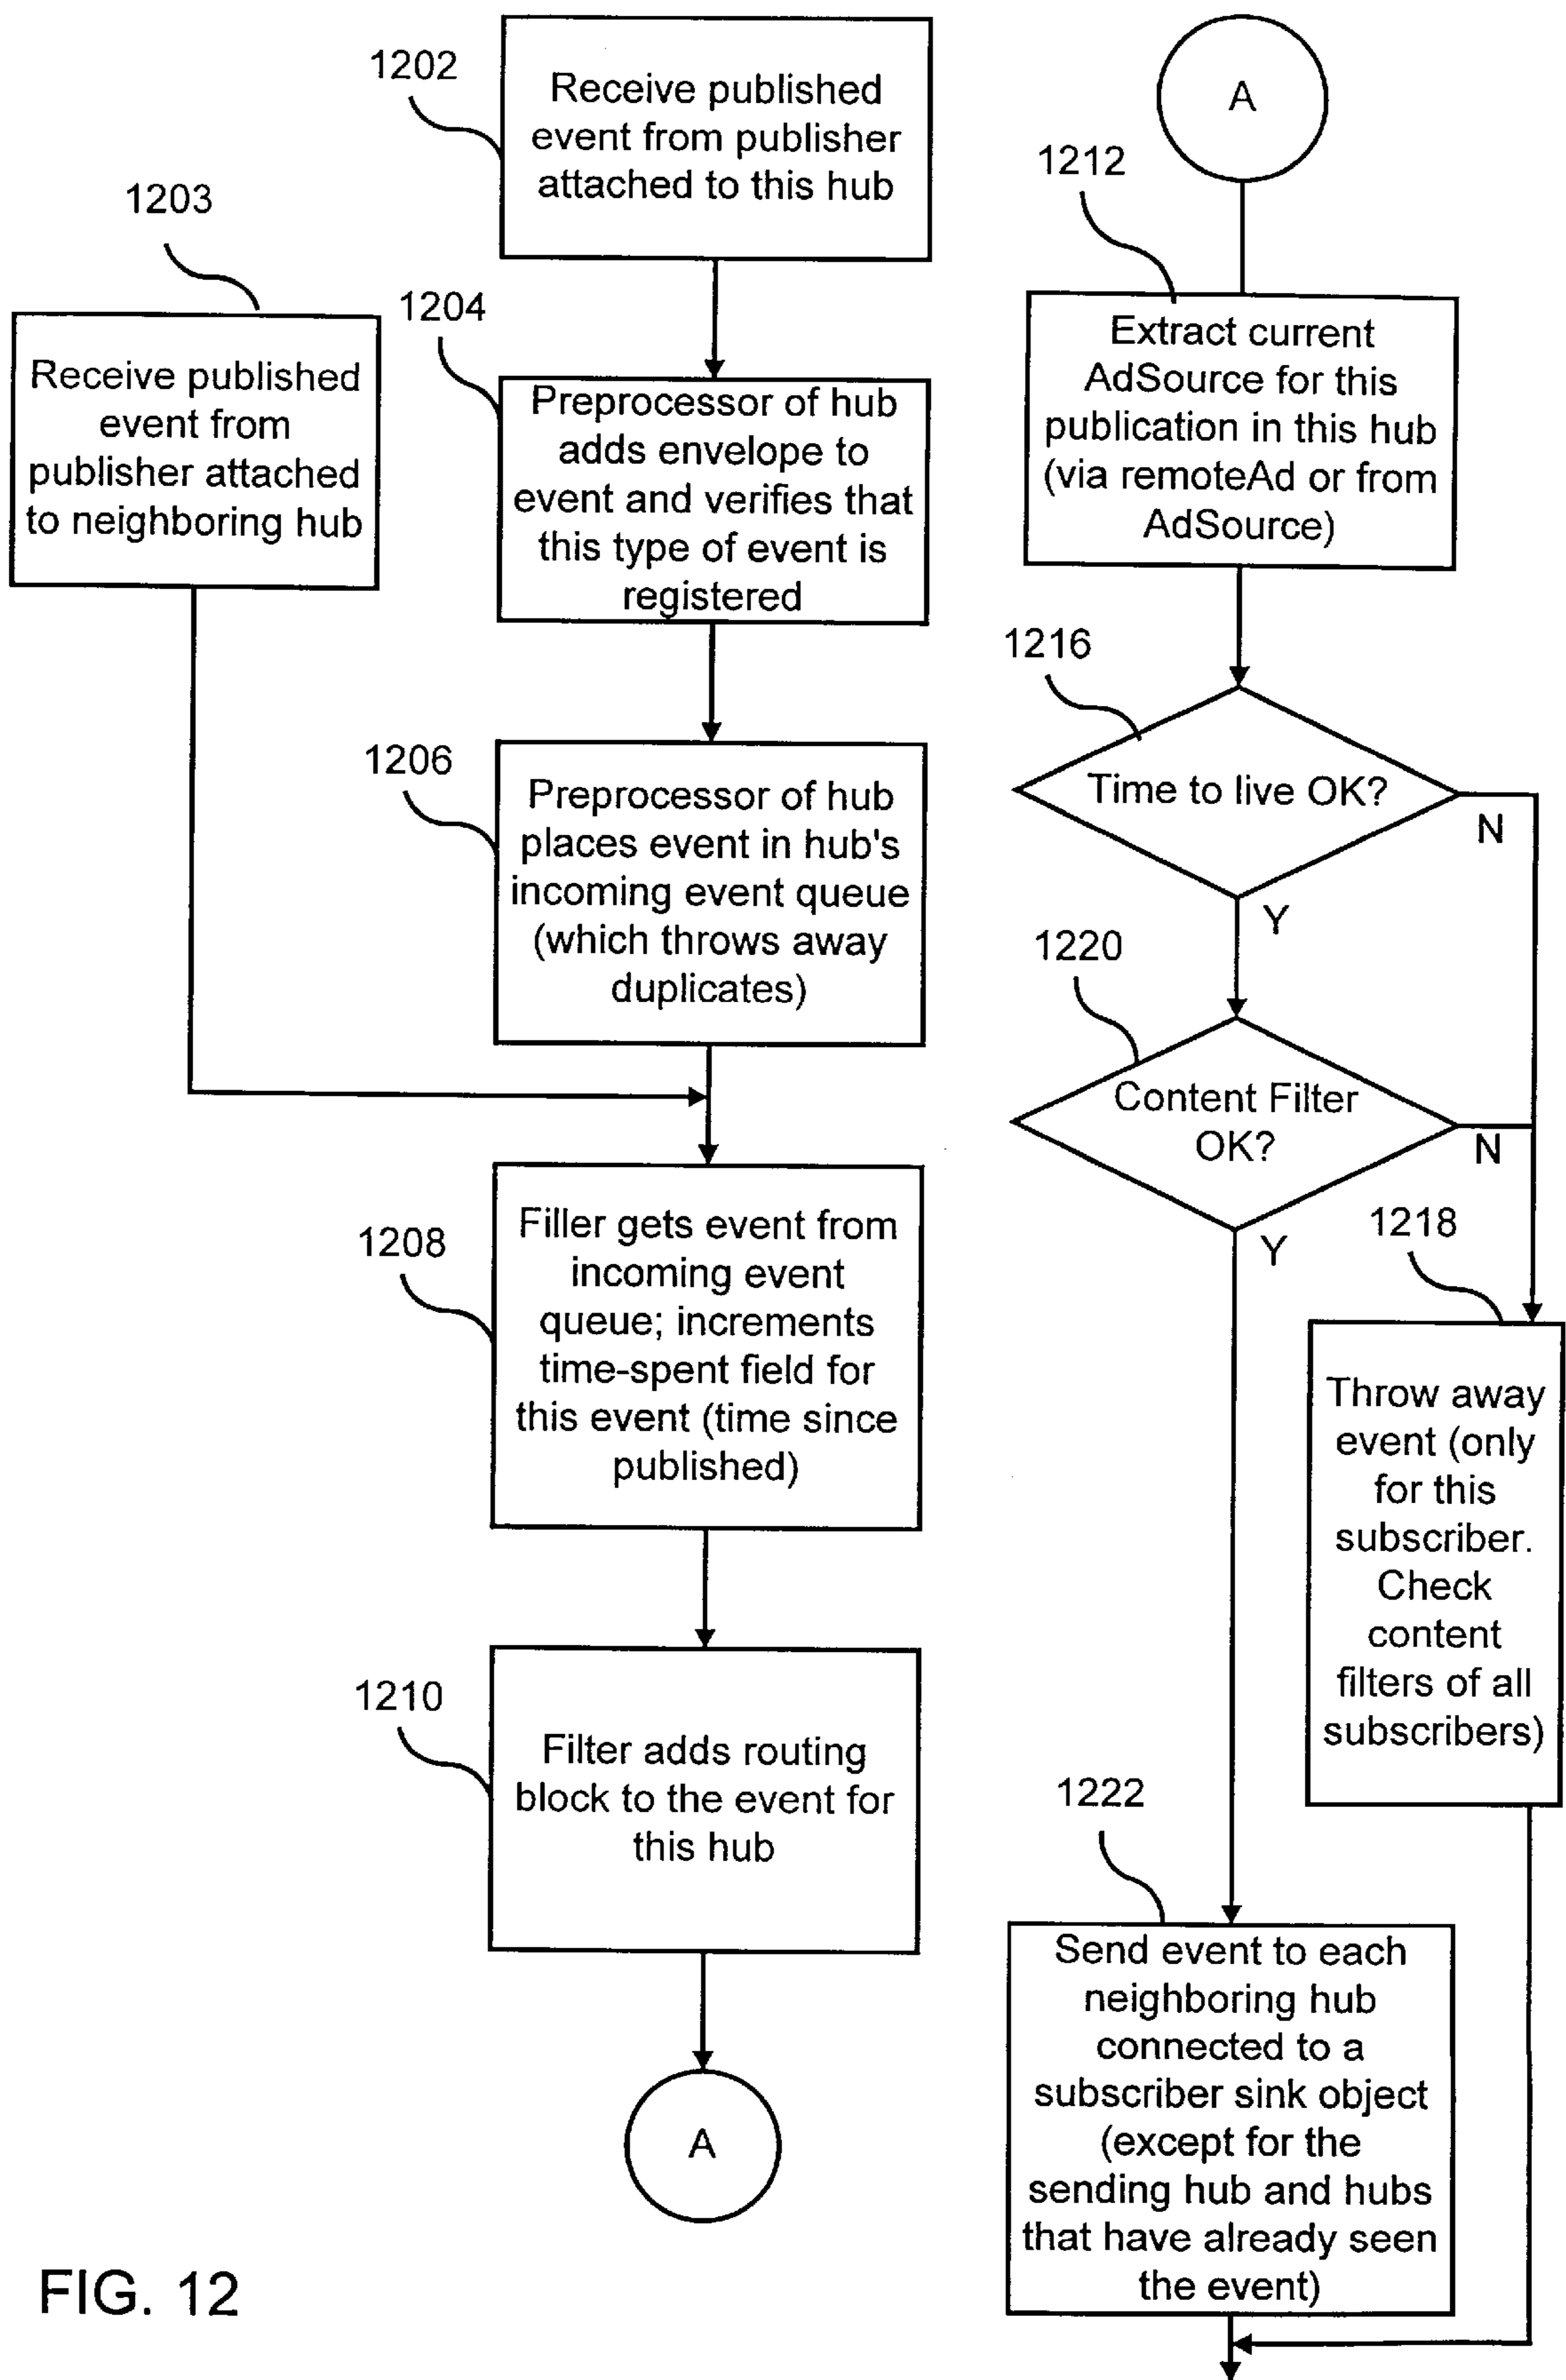 1202
Receive published
event from publisher
attached to this hub
1203
Receive published
event from
publisher attached
to neighboring hub
1204
Preprocessor of hub
adds envelope to
event and verifies that
this type of event is
registered
1206
Preprocessor of hub
places event in hub's
incoming event queue
(which throws away
duplicates)
1208
Filler gets event from
incoming event
queue; increments
time-spent field for
this event (time since
published)
1210
Filter adds routing
block to the event for
this hub
A
A
1212
Extract current
AdSource for this
publication in this hub
(via remoteAd or from
AdSource)
1216
Time to live OK?
N
Y
1220
Content Filter
OK?
N
Y
1218
Throw away
event (only
for this
subscriber.
Check
content
filters of all
subscribers)
1222
Send event to each
neighboring hub
connected to a
subscriber sink object
(except for the
sending hub and hubs
that have already seen
the event)
FIG. 12